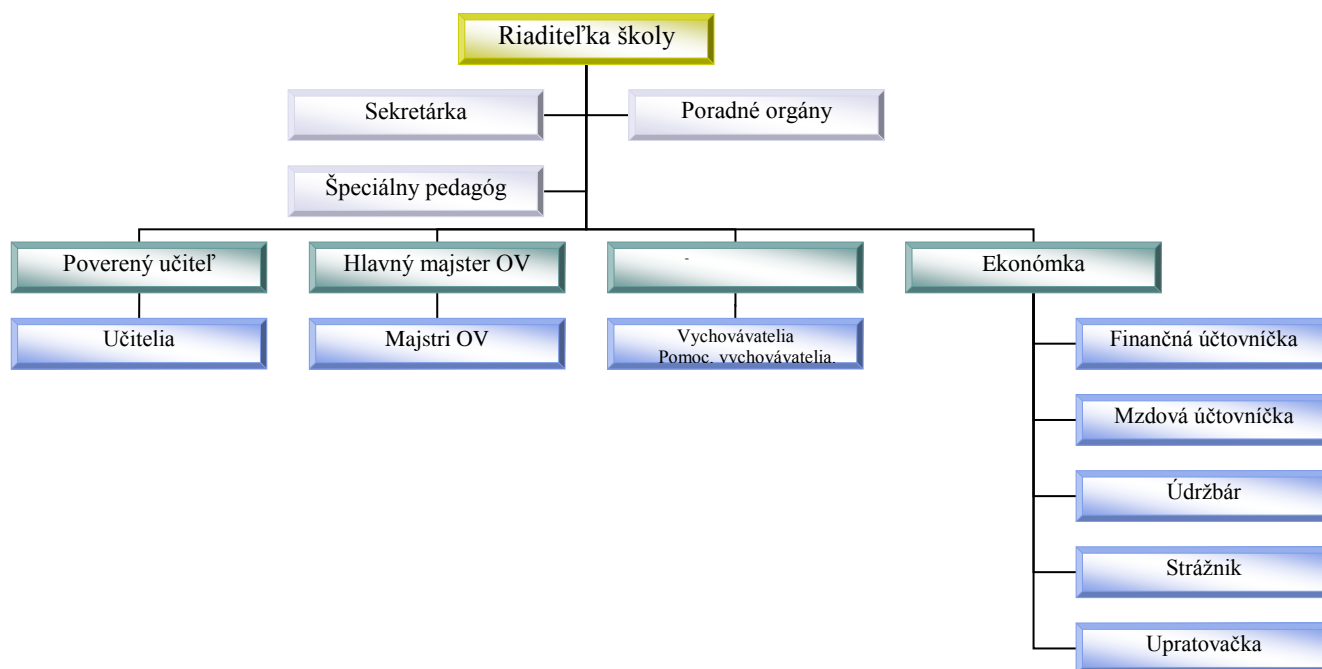 Riaditeľka školy
Sekretárka
Poradné orgány
Špeciálny pedagóg
Poverený učiteľ
Hlavný majster OV
-
Ekonómka
Učitelia
Majstri OV
Vychovávatelia
Pomoc. vychovávatelia.
Finančná účtovníčka
Mzdová účtovníčka
Údržbár
Strážnik
Upratovačka